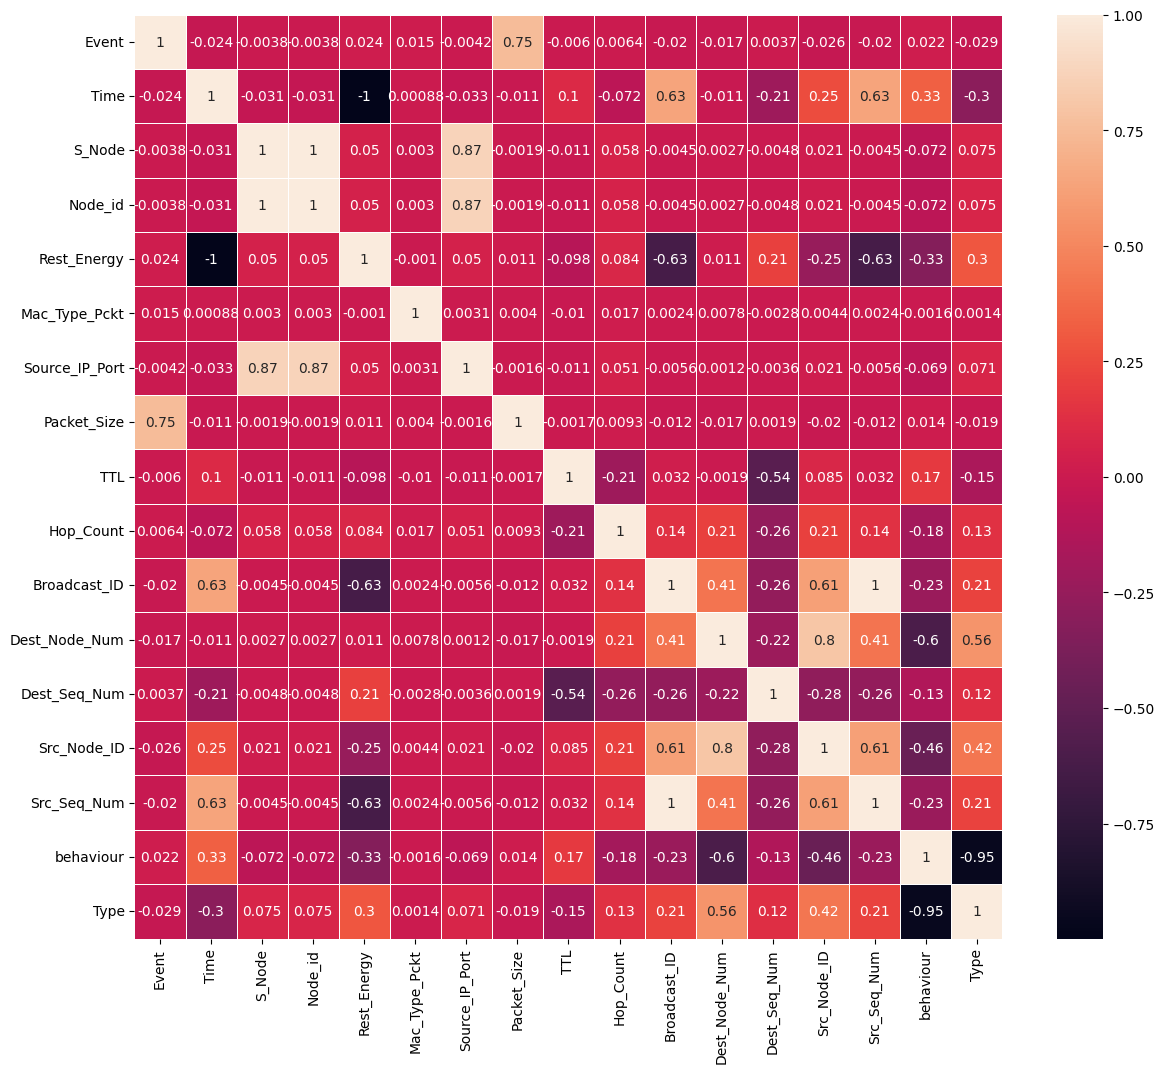 Event 1 -0.024 -0.0038 -0.0038 0.024 0.015 -0.0042 0.75 -0.006 0.0064 -0.02 -0.017 0.0037 -0.026 -0.02 0.022 -0.029
Time -0.024 1 -0.031 -0.031 -1 0.00088 -0.033 -0.011 0.1 -0.072 0.63 -0.011 -0.21 0.25 0.63 0.33 -0.3
S_Node -0.0038 -0.031 1 1 0.05 0.003 0.87 -0.0019 -0.011 0.058 -0.0045 0.0027 -0.0048 0.021 -0.0045 -0.072 0.075
Node_id -0.0038 -0.031 1 1 0.05 0.003 0.87 -0.0019 -0.011 0.058 -0.0045 0.0027 -0.0048 0.021 -0.0045 -0.072 0.075
Rest_Energy 0.024 -1 0.05 0.05 1 -0.001 0.05 0.011 -0.098 0.084 -0.63 0.011 0.21 -0.25 -0.63 -0.33 0.3
Mac_Type_Pckt 0.015 0.00088 0.003 0.003 -0.001 1 0.0031 0.004 -0.01 0.017 0.0024 0.0078 -0.0028 0.0044 0.0024 -0.0016 0.0014
Source_IP_Port -0.0042 -0.033 0.87 0.87 0.05 0.0031 1 -0.0016 -0.011 0.051 -0.0056 0.0012 -0.0036 0.021 -0.0056 -0.069 0.071
Packet_Size 0.75 -0.011 -0.0019 -0.0019 0.011 0.004 -0.0016 1 -0.0017 0.0093 -0.012 -0.017 0.0019 -0.02 -0.012 0.014 -0.019
TTL -0.006 0.1 -0.011 -0.011 -0.098 -0.01 -0.011 -0.0017 1 -0.21 0.032 -0.0019 -0.54 0.085 0.032 0.17 -0.15
Hop_Count 0.0064 -0.072 0.058 0.058 0.084 0.017 0.051 0.0093 -0.21 1 0.14 0.21 -0.26 0.21 0.14 -0.18 0.13
Broadcast_ID -0.02 0.63 -0.0045 -0.0045 -0.63 0.0024 -0.0056 -0.012 0.032 0.14 1 0.41 -0.26 0.61 1 -0.23 0.21
Dest_Node_Num -0.017 -0.011 0.0027 0.0027 0.011 0.0078 0.0012 -0.017 -0.0019 0.21 0.41 1 -0.22 0.8 0.41 -0.6 0.56
Dest_Seq_Num 0.0037 -0.21 -0.0048 -0.0048 0.21 -0.0028 -0.0036 0.0019 -0.54 -0.26 -0.26 -0.22 1 -0.28 -0.26 -0.13 0.12
Src_Node_ID -0.026 0.25 0.021 0.021 -0.25 0.0044 0.021 -0.02 0.085 0.21 0.61 0.8 -0.28 1 0.61 -0.46 0.42
Src_Seq_Num -0.02 0.63 -0.0045 -0.0045 -0.63 0.0024 -0.0056 -0.012 0.032 0.14 1 0.41 -0.26 0.61 1 -0.23 0.21
behaviour 0.022 0.33 -0.072 -0.072 -0.33 -0.0016 -0.069 0.014 0.17 -0.18 -0.23 -0.6 -0.13 -0.46 -0.23 1 -0.95
Type -0.029 -0.3 0.075 0.075 0.3 0.0014 0.071 -0.019 -0.15 0.13 0.21 0.56 0.12 0.42 0.21 -0.95 1
Event Time S_Node Node_id Rest_Energy Mac_Type_Pckt Source_IP_Port Packet_Size TTL Hop_Count Broadcast_ID Dest_Node_Num Dest_Seq_Num Src_Node_ID Src_Seq_Num behaviour Type
1.00
0.75
0.50
0.25
0.00
−0.25
−0.50
−0.75